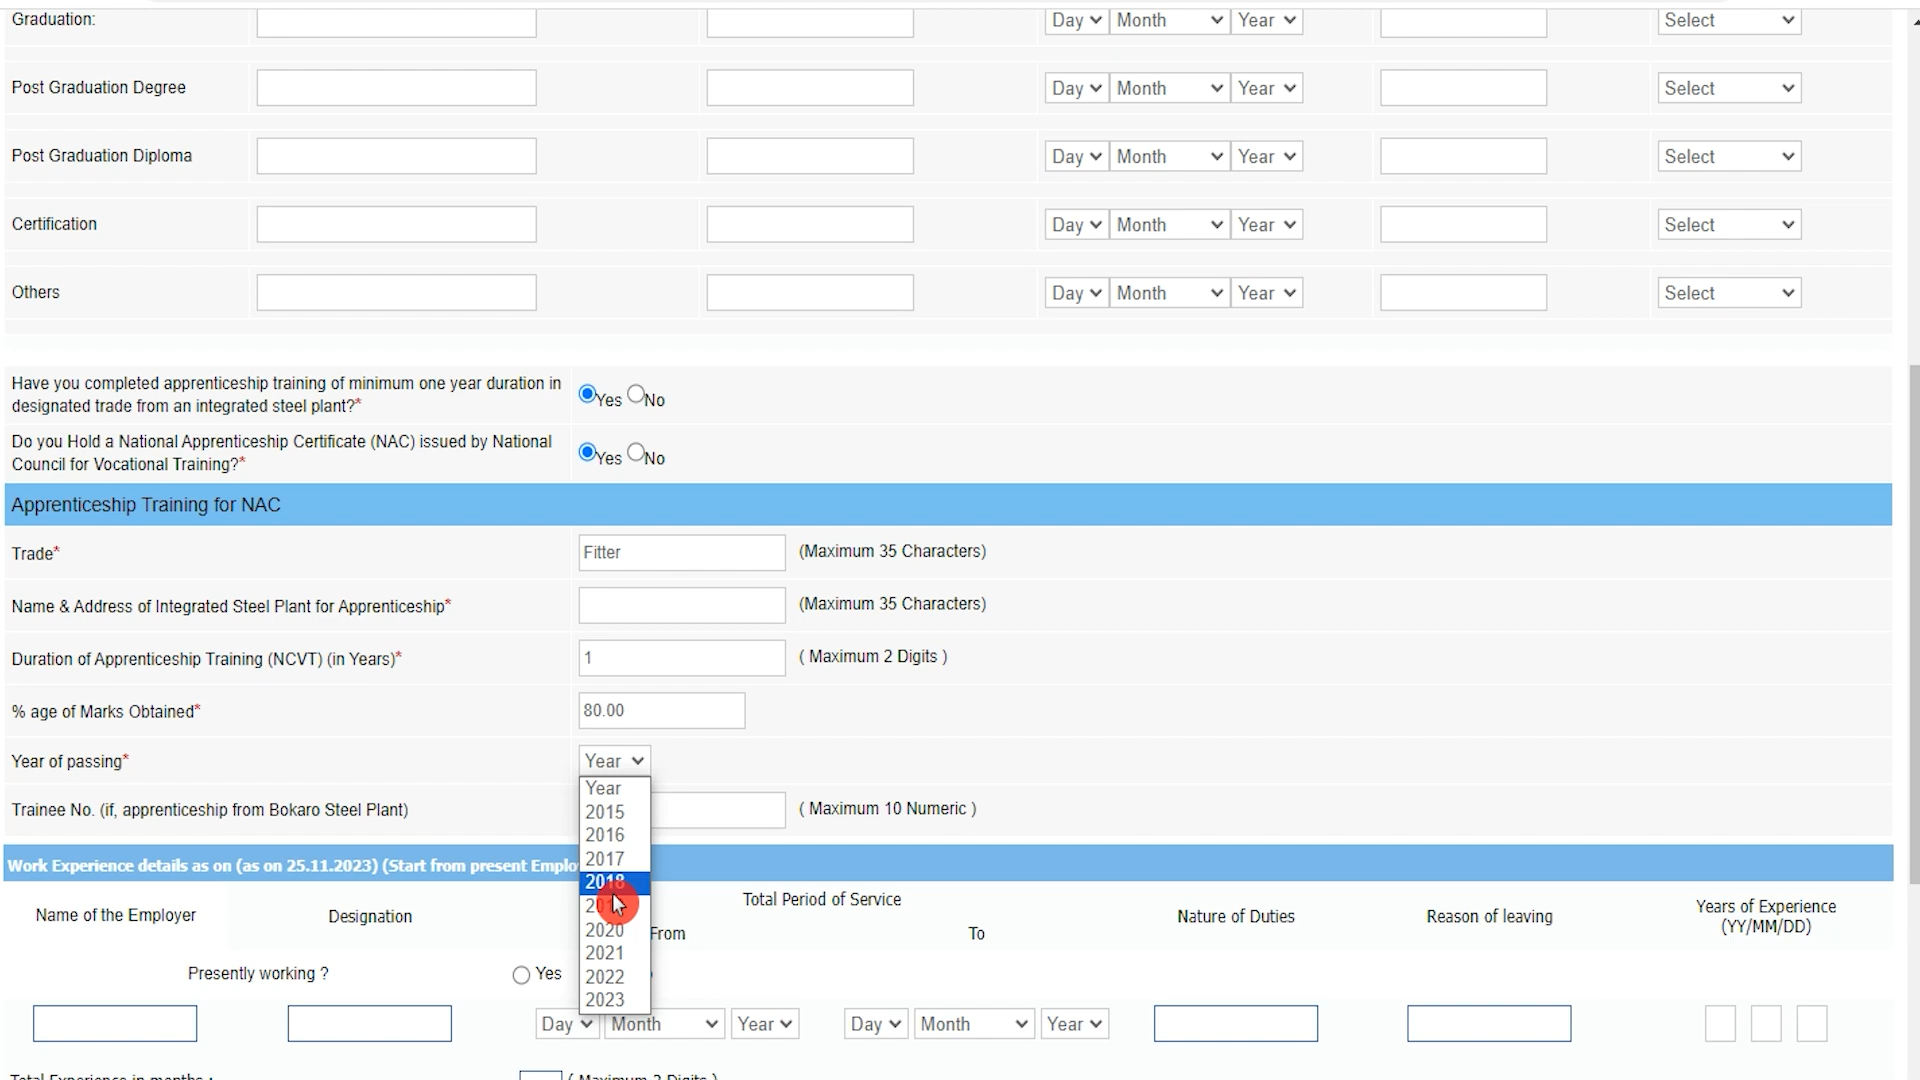 Graduation: Day Month Year Select
Post Graduation Degree Day Month Year Select
Post Graduation Diploma Day Month Year Select
Certification Day Month Year Select
Others Day Month Year Select
Have you completed apprenticeship training of minimum one year duration in
designated trade from an integrated steel plant?* Yes No
Do you Hold a National Apprenticeship Certificate (NAC) issued by National
Council for Vocational Training?* Yes No
Apprenticeship Training for NAC
Trade* Fitter (Maximum 35 Characters)
Name & Address of Integrated Steel Plant for Apprenticeship* (Maximum 35 Characters)
Duration of Apprenticeship Training (NCVT) (in Years)* 1 ( Maximum 2 Digits )
% age of Marks Obtained* 80.00
Year of passing* Year
Year
2015
2016
2017
2018
2020
2021
2022
2023
Trainee No. (if, apprenticeship from Bokaro Steel Plant) ( Maximum 10 Numeric )
Work Experience details as on (as on 25.11.2023) (Start from present
Name of the Employer Designation Total Period of Service Nature of Duties Reason of leaving Years of Experience
(YY/MM/DD)
From To
Presently working ? Yes
Day Month Year Day Month Year
Total Experience in months : ( Maximum 3 Digits )